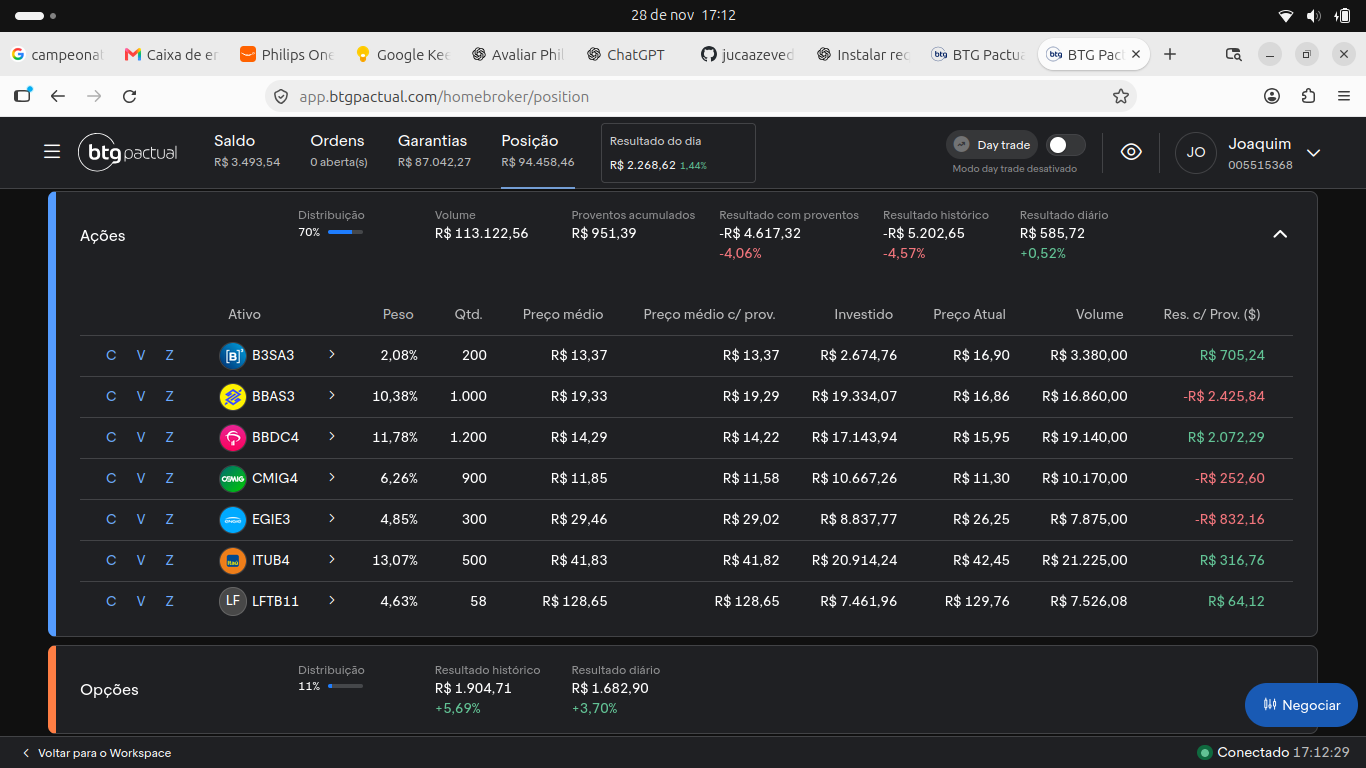 28 de nov 17:12
campeonat Caixa de er Philips One Google Kee Avaliar Phil ChatGPT jucaazeved Instalar rec BTG Pactua BTG Pact
app.btgpactual.com/homebroker/position
btg pactual
Saldo Ordens Garantias Posição Resultado do dia Day trade JO Joaquim
R$ 3.493,54 0 aberta(s) R$ 87.042,27 R$ 94.458,46 R$ 2.268,62 1,44% Modo day trade desativado 005515368
Ações
Distribuição Volume Proventos acumulados Resultado com proventos Resultado histórico Resultado diário
70% R$ 113.122,56 R$ 951,39 -R$ 4.617,32 -R$ 5.202,65 R$ 585,72
-4,06% -4,57% +0,52%
Ativo Peso Qtd. Preço médio Preço médio c/ prov. Investido Preço Atual Volume Res. c/ Prov. ($)
C V Z [B]³ B3SA3 2,08% 200 R$ 13,37 R$ 13,37 R$ 2.674,76 R$ 16,90 R$ 3.380,00 R$ 705,24
C V Z BBAS3 10,38% 1.000 R$ 19,33 R$ 19,29 R$ 19.334,07 R$ 16,86 R$ 16.860,00 -R$ 2.425,84
C V Z BBDC4 11,78% 1.200 R$ 14,29 R$ 14,22 R$ 17.143,94 R$ 15,95 R$ 19.140,00 R$ 2.072,29
C V Z CEMIG CMIG4 6,26% 900 R$ 11,85 R$ 11,58 R$ 10.667,26 R$ 11,30 R$ 10.170,00 -R$ 252,60
C V Z EGIE3 4,85% 300 R$ 29,46 R$ 29,02 R$ 8.837,77 R$ 26,25 R$ 7.875,00 -R$ 832,16
C V Z itaú ITUB4 13,07% 500 R$ 41,83 R$ 41,82 R$ 20.914,24 R$ 42,45 R$ 21.225,00 R$ 316,76
C V Z LF LFTB11 4,63% 58 R$ 128,65 R$ 128,65 R$ 7.461,96 R$ 129,76 R$ 7.526,08 R$ 64,12
Opções
Distribuição Resultado histórico Resultado diário
11% R$ 1.904,71 R$ 1.682,90
+5,69% +3,70%
Negociar
Voltar para o Workspace Conectado 17:12:29